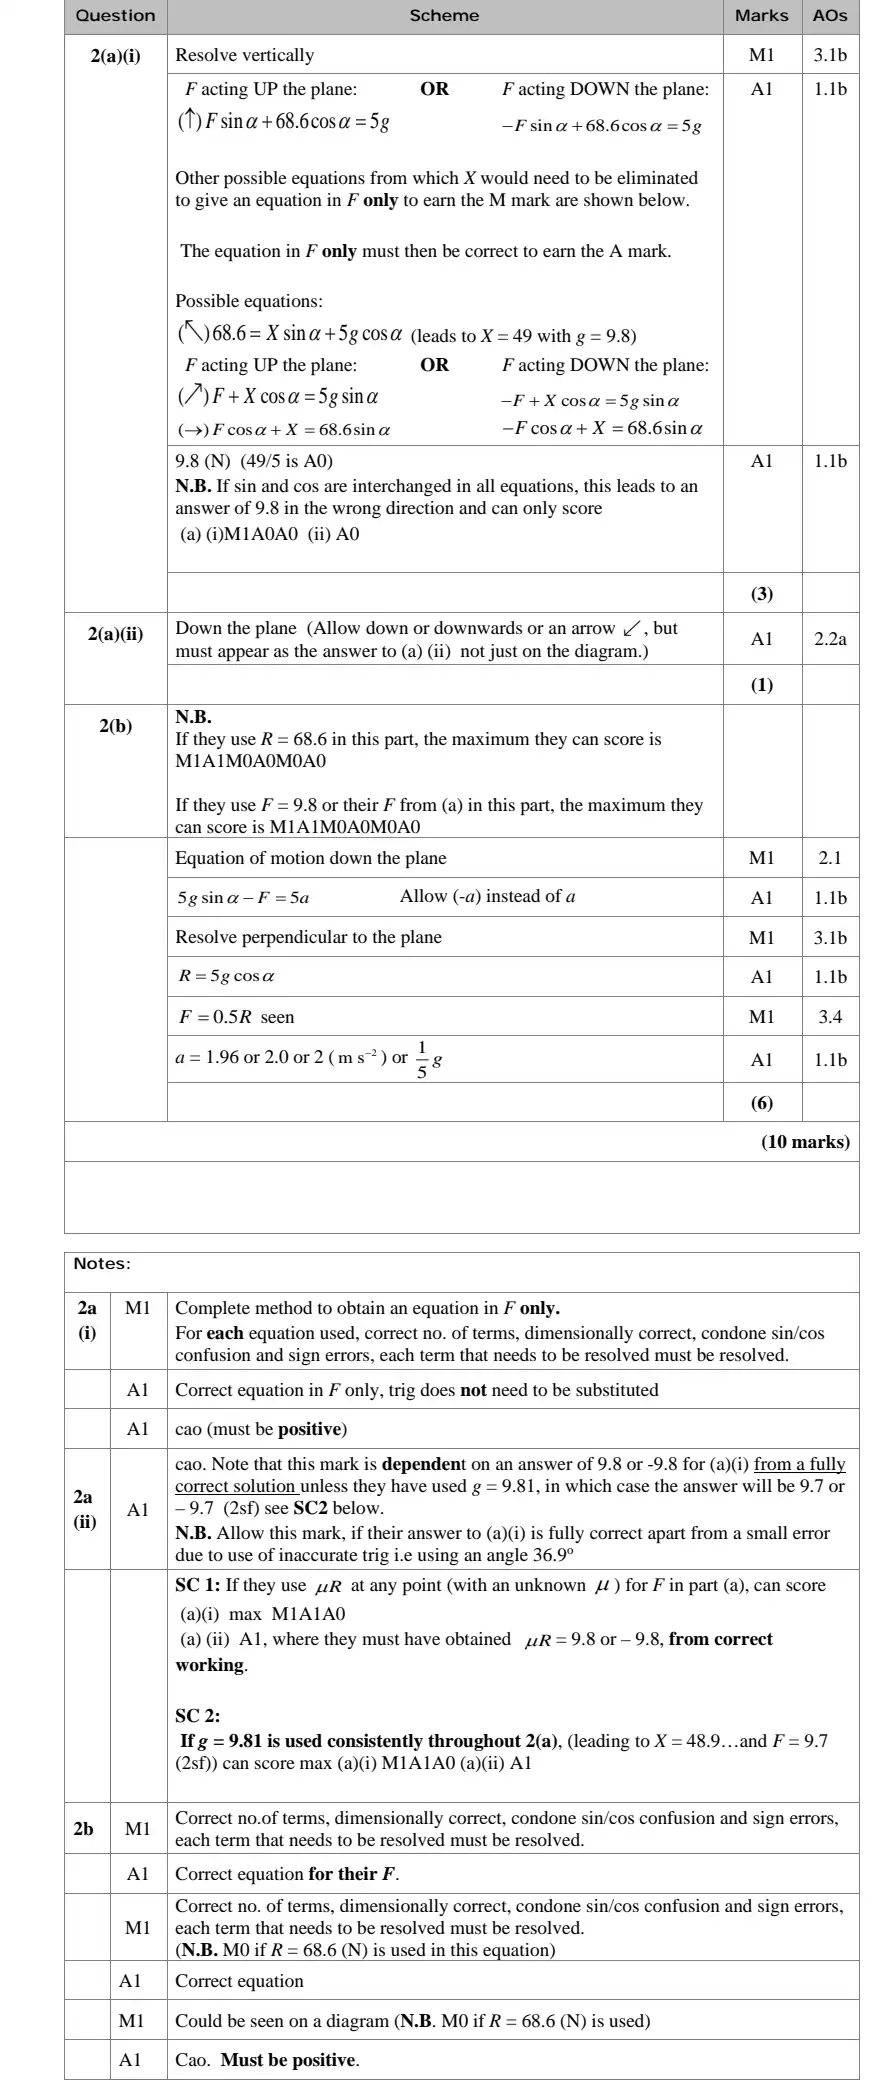 Question Scheme Marks AOs
2(a)(i) Resolve vertically M1 3.1b
F acting UP the plane: OR F acting DOWN the plane: A1 1.1b
(↑) F sin α + 68.6cos α = 5g −F sin α + 68.6cos α = 5g
Other possible equations from which X would need to be eliminated
to give an equation in F only to earn the M mark are shown below.
The equation in F only must then be correct to earn the A mark.
Possible equations:
(↖) 68.6 = X sin α + 5g cos α (leads to X = 49 with g = 9.8)
F acting UP the plane: OR F acting DOWN the plane:
(↗) F + X cos α = 5g sin α −F + X cos α = 5g sin α
(→) F cos α + X = 68.6sin α −F cos α + X = 68.6sin α
9.8 (N) (49/5 is A0) A1 1.1b
N.B. If sin and cos are interchanged in all equations, this leads to an
answer of 9.8 in the wrong direction and can only score
(a) (i)M1A0A0 (ii) A0
(3)
2(a)(ii) Down the plane (Allow down or downwards or an arrow ↙, but
must appear as the answer to (a) (ii) not just on the diagram.) A1 2.2a
(1)
2(b) N.B.
If they use R = 68.6 in this part, the maximum they can score is
M1A1M0A0M0A0
If they use F = 9.8 or their F from (a) in this part, the maximum they
can score is M1A1M0A0M0A0
Equation of motion down the plane M1 2.1
5g sin α − F = 5a Allow (-a) instead of a A1 1.1b
Resolve perpendicular to the plane M1 3.1b
R = 5g cos α A1 1.1b
F = 0.5R seen M1 3.4
a = 1.96 or 2.0 or 2 ( m s⁻² ) or 1/5 g A1 1.1b
(6)
(10 marks)
Notes:
2a (i) M1 Complete method to obtain an equation in F only.
For each equation used, correct no. of terms, dimensionally correct, condone sin/cos
confusion and sign errors, each term that needs to be resolved must be resolved.
A1 Correct equation in F only, trig does not need to be substituted
A1 cao (must be positive)
2a (ii) A1 cao. Note that this mark is dependent on an answer of 9.8 or -9.8 for (a)(i) from a fully
correct solution unless they have used g = 9.81, in which case the answer will be 9.7 or
– 9.7 (2sf) see SC2 below.
N.B. Allow this mark, if their answer to (a)(i) is fully correct apart from a small error
due to use of inaccurate trig i.e using an angle 36.9º
SC 1: If they use μR at any point (with an unknown μ ) for F in part (a), can score
(a)(i) max M1A1A0
(a) (ii) A1, where they must have obtained μR = 9.8 or – 9.8, from correct
working.
SC 2:
If g = 9.81 is used consistently throughout 2(a), (leading to X = 48.9…and F = 9.7
(2sf)) can score max (a)(i) M1A1A0 (a)(ii) A1
2b M1 Correct no.of terms, dimensionally correct, condone sin/cos confusion and sign errors,
each term that needs to be resolved must be resolved.
A1 Correct equation for their F.
M1 Correct no. of terms, dimensionally correct, condone sin/cos confusion and sign errors,
each term that needs to be resolved must be resolved.
(N.B. M0 if R = 68.6 (N) is used in this equation)
A1 Correct equation
M1 Could be seen on a diagram (N.B. M0 if R = 68.6 (N) is used)
A1 Cao. Must be positive.